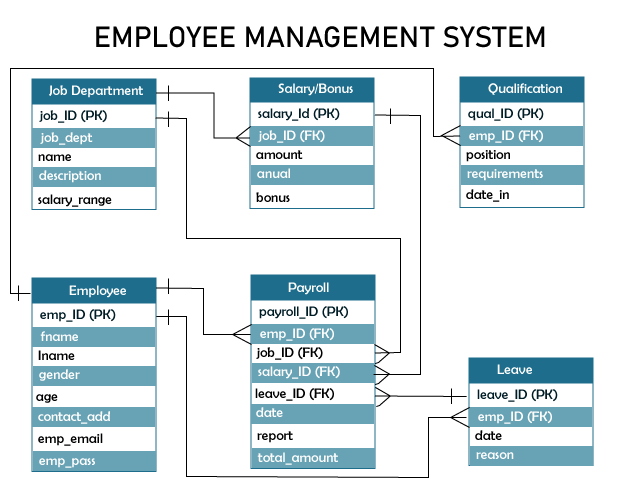 EMPLOYEE MANAGEMENT SYSTEM
Job Department
job_ID (PK)
job_dept
name
description
salary_range
Salary/Bonus
salary_Id (PK)
job_ID (FK)
amount
anual
bonus
Qualification
qual_ID (PK)
emp_ID (FK)
position
requirements
date_in
Employee
emp_ID (PK)
fname
lname
gender
age
contact_add
emp_email
emp_pass
Payroll
payroll_ID (PK)
emp_ID (FK)
job_ID (FK)
salary_ID (FK)
leave_ID (FK)
date
report
total_amount
Leave
leave_ID (PK)
emp_ID (FK)
date
reason